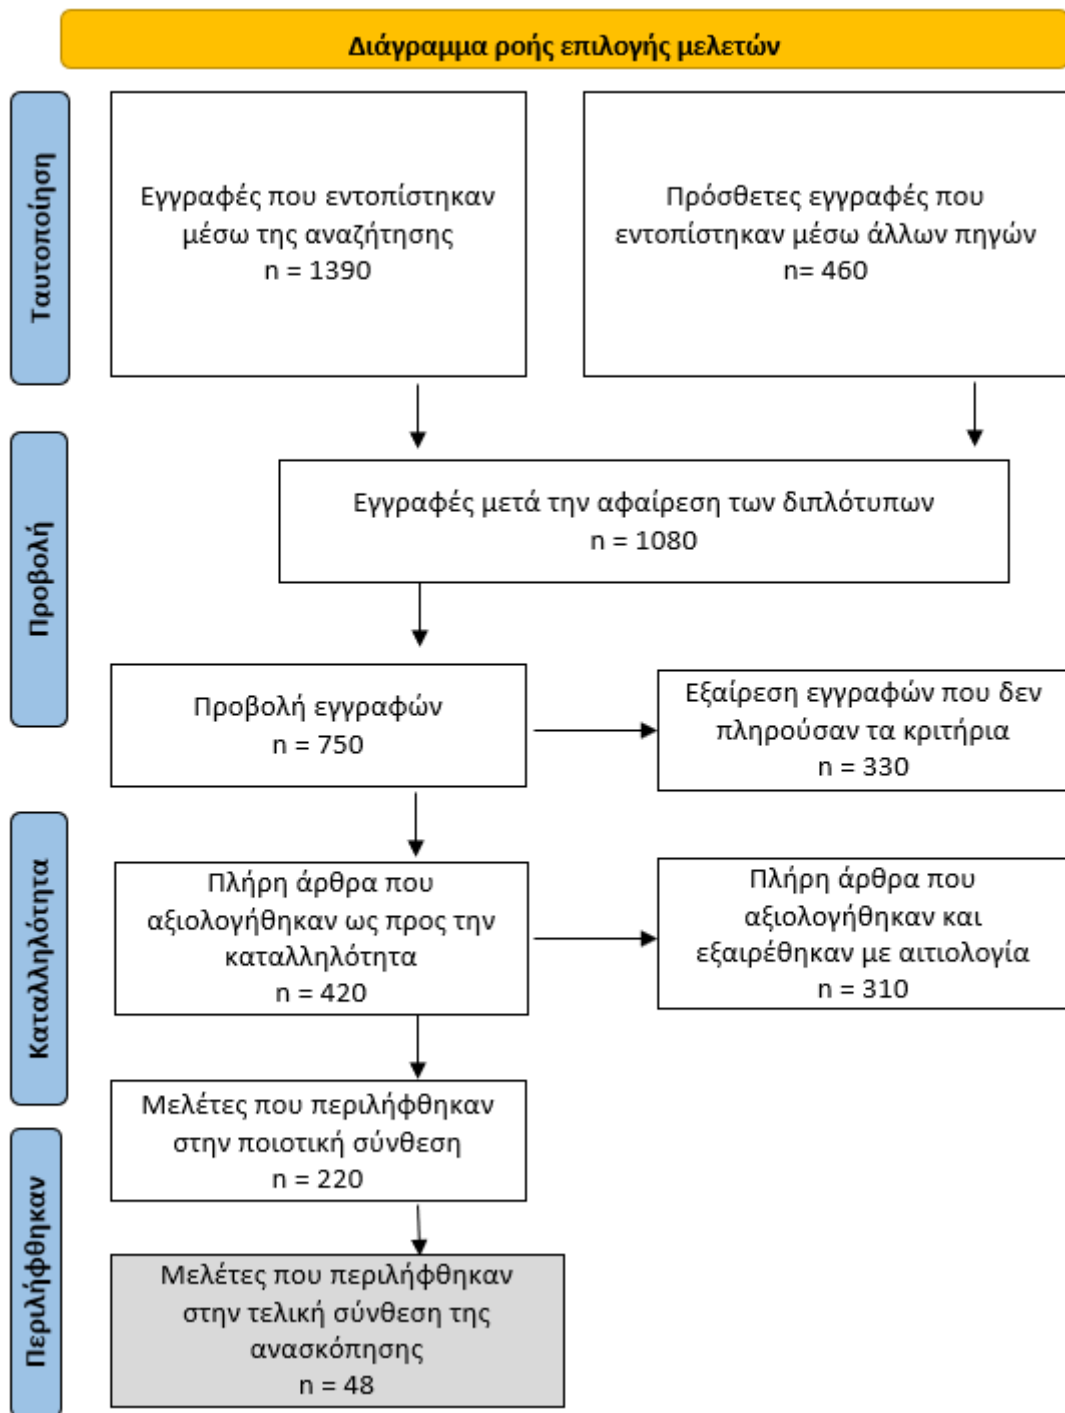 Διάγραμμα ροής επιλογής μελετών
Ταυτοποίηση
Εγγραφές που εντοπίστηκαν
μέσω της αναζήτησης
n = 1390
Πρόσθετες εγγραφές που
εντοπίστηκαν μέσω άλλων πηγών
n= 460
Προβολή
Εγγραφές μετά την αφαίρεση των διπλότυπων
n = 1080
Προβολή εγγραφών
n = 750
Εξαίρεση εγγραφών που δεν
πληρούσαν τα κριτήρια
n = 330
Καταλληλότητα
Πλήρη άρθρα που
αξιολογήθηκαν ως προς την
καταλληλότητα
n = 420
Πλήρη άρθρα που
αξιολογήθηκαν και
εξαιρέθηκαν με αιτιολογία
n = 310
Μελέτες που περιλήφθηκαν
στην ποιοτική σύνθεση
n = 220
Περιλήφθηκαν
Μελέτες που περιλήφθηκαν
στην τελική σύνθεση της
ανασκόπησης
n = 48